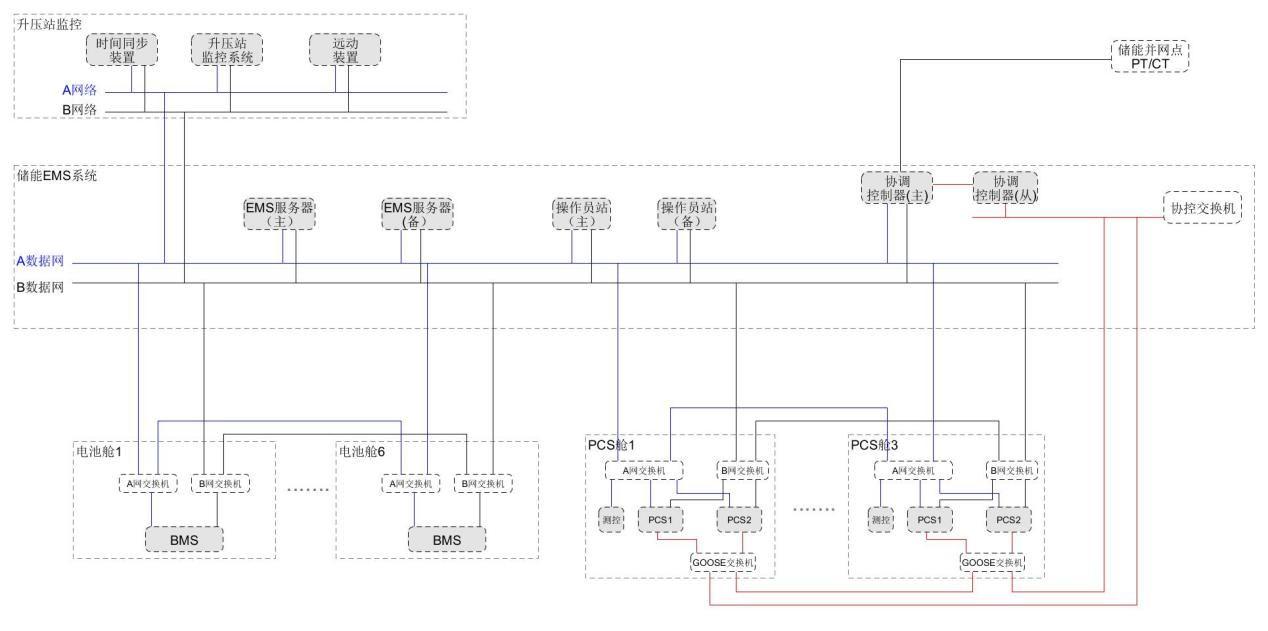 升压站监控
时间同步
装置
升压站
监控系统
远动
装置
A网络
B网络
储能并网点
PT/CT
储能EMS系统
EMS服务器
（主）
EMS服务器
(备)
操作员站
（主）
操作员站
（备）
协调
控制器(主)
协调
控制器(从)
协控交换机
A数据网
B数据网
电池舱1
A网交换机
B网交换机
BMS
.......
电池舱6
A网交换机
B网交换机
BMS
PCS舱1
A网交换机
B网交换机
测控
PCS1
PCS2
GOOSE交换机
.......
PCS舱3
A网交换机
B网交换机
测控
PCS1
PCS2
GOOSE交换机